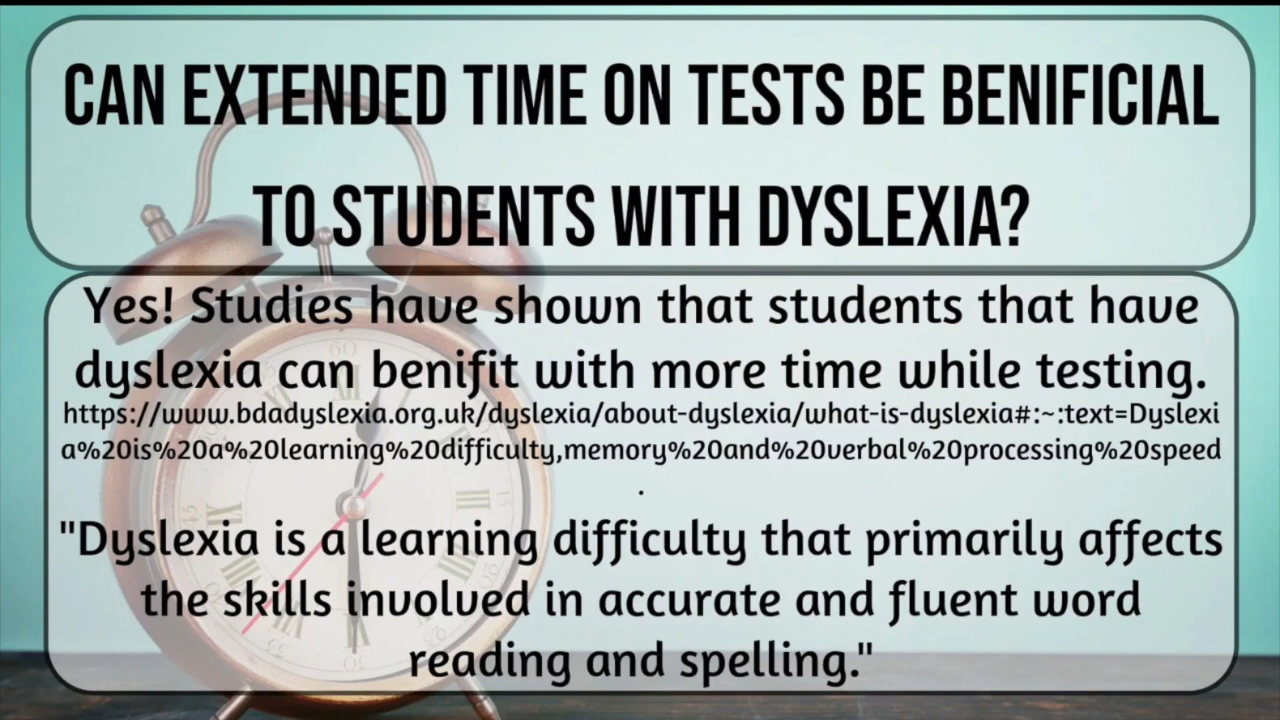 CAN EXTENDED TIME ON TESTS BE BENIFICIAL
TO STUDENTS WITH DYSLEXIA?
Yes! Studies have shown that students that have
dyslexia can benifit with more time while testing.
https://www.bdadyslexia.org.uk/dyslexia/about-dyslexia/what-is-dyslexia#:~:text=Dyslexi
a%20is%20a%20learning%20difficulty,memory%20and%20verbal%20processing%20speed
.
"Dyslexia is a learning difficulty that primarily affects
the skills involved in accurate and fluent word
reading and spelling."